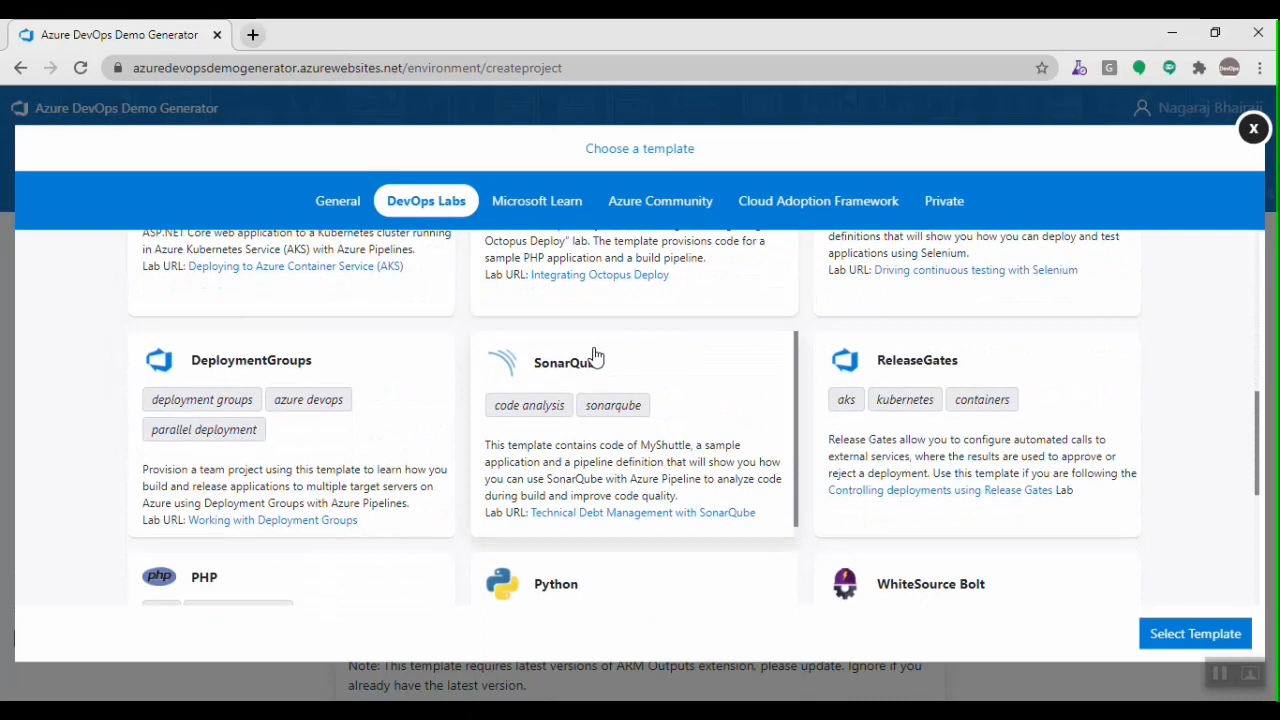 Azure DevOps Demo Generator
azuredevopsdemogenerator.azurewebsites.net/environment/createproject
Azure DevOps Demo Generator
Nagaraj Bhairaji
X
Choose a template
General
DevOps Labs
Microsoft Learn
Azure Community
Cloud Adoption Framework
Private
ASP.NET Core web application to a Kubernetes cluster running
in Azure Kubernetes Service (AKS) with Azure Pipelines.
Lab URL: Deploying to Azure Container Service (AKS)
Octopus Deploy" lab. The template provisions code for a
sample PHP application and a build pipeline.
Lab URL: Integrating Octopus Deploy
definitions that will show you how you can deploy and test
applications using Selenium.
Lab URL: Driving continuous testing with Selenium
DeploymentGroups
deployment groups
azure devops
parallel deployment
Provision a team project using this template to learn how you
build and release applications to multiple target servers on
Azure using Deployment Groups with Azure Pipelines.
Lab URL: Working with Deployment Groups
SonarQube
code analysis
sonarqube
This template contains code of MyShuttle, a sample
application and a pipeline definition that will show you how
you can use SonarQube with Azure Pipeline to analyze code
during build and improve code quality.
Lab URL: Technical Debt Management with SonarQube
ReleaseGates
aks
kubernetes
containers
Release Gates allow you to configure automated calls to
external services, where the results are used to approve or
reject a deployment. Use this template if you are following the
Controlling deployments using Release Gates Lab
php
PHP
Python
WhiteSource Bolt
Select Template
Note: This template requires latest versions of ARM Outputs extension, please update. Ignore if you
already have the latest version.